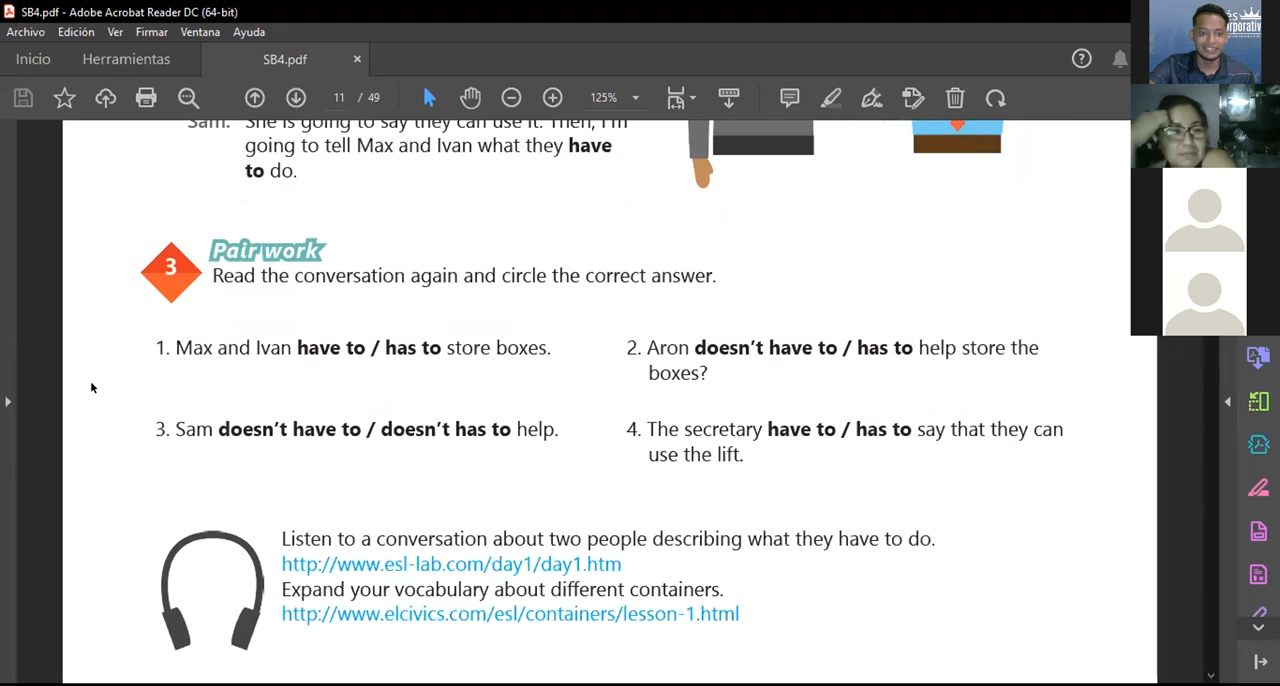 SB4.pdf - Adobe Acrobat Reader DC (64-bit)
Archivo Edición Ver Firmar Ventana Ayuda
Inicio Herramientas SB4.pdf ×
11 / 49 125%
Sam: She is going to say they can use it. Then, I'm
going to tell Max and Ivan what they have
to do.
3
Pair work
Read the conversation again and circle the correct answer.
1. Max and Ivan have to / has to store boxes.
2. Aron doesn't have to / has to help store the
boxes?
3. Sam doesn't have to / doesn't has to help.
4. The secretary have to / has to say that they can
use the lift.
Listen to a conversation about two people describing what they have to do.
http://www.esl-lab.com/day1/day1.htm
Expand your vocabulary about different containers.
http://www.elcivics.com/esl/containers/lesson-1.html